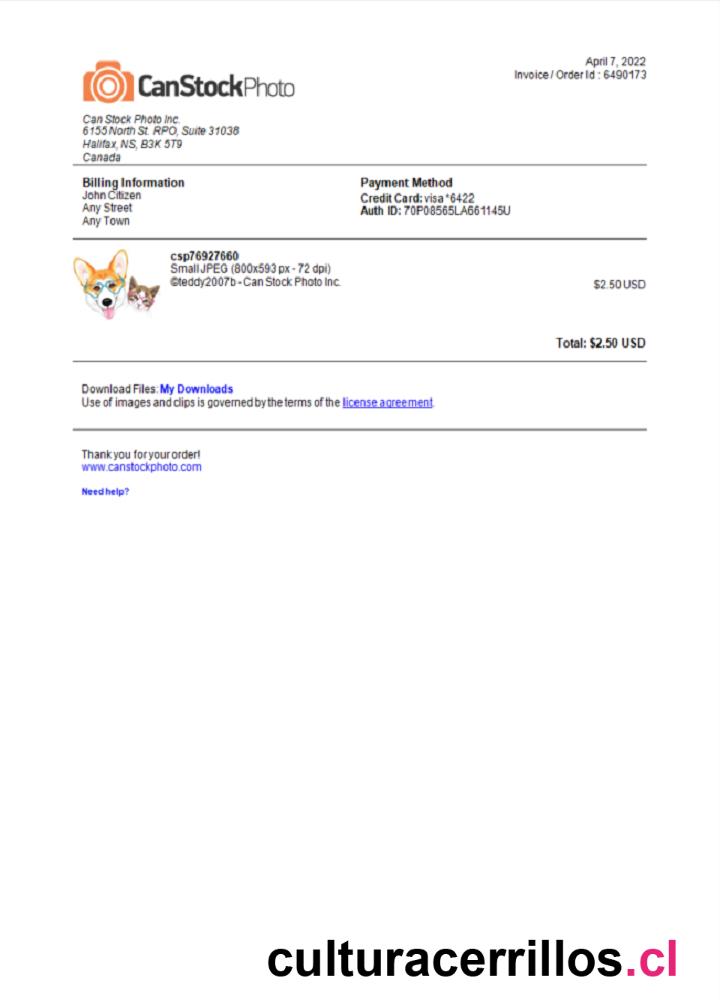 April 7, 2022
Invoice / Order Id : 6490173
CanStockPhoto
Can Stock Photo Inc.
6155 North St. RPO, Suite 31038
Halifax, NS, B3K 5T9
Canada
Billing Information
John Citizen
Any Street
Any Town
Payment Method
Credit Card: visa *6422
Auth ID: 70P08565LA661145U
csp76927660
Small JPEG (800x593 px - 72 dpi)
©teddy2007b - Can Stock Photo Inc.
$2.50 USD
Total: $2.50 USD
Download Files: My Downloads
Use of images and clips is governed by the terms of the license agreement.
Thank you for your order!
www.canstockphoto.com
Need help?
culturacerrillos.cl